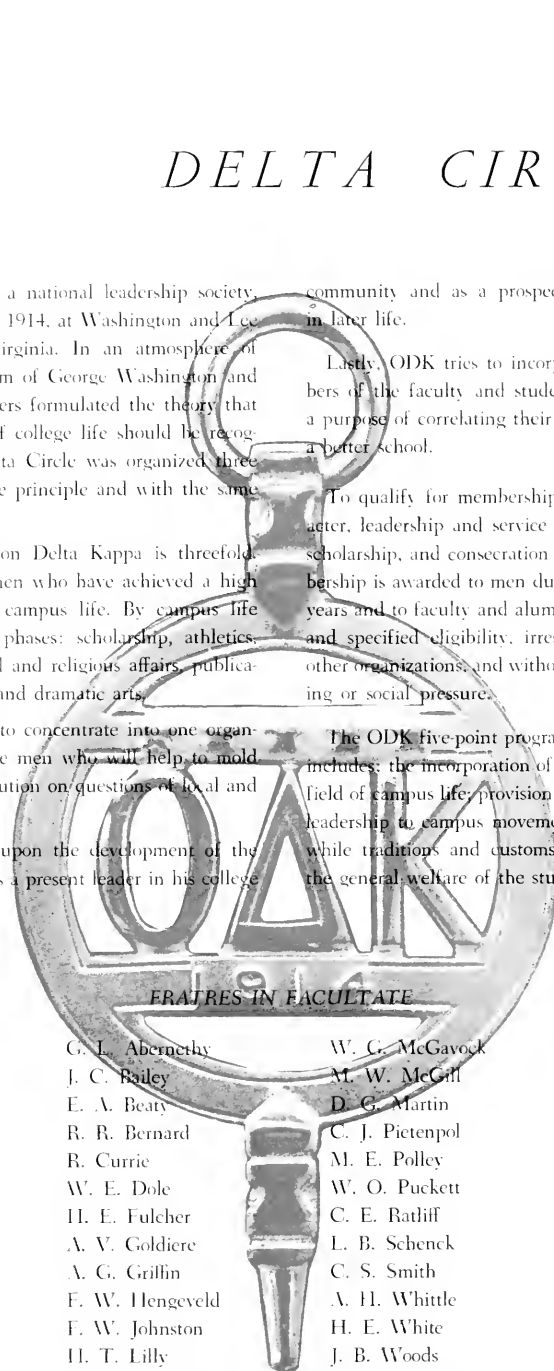 DELTA CIR
a national leadership society,
1914, at Washington and Lee
irginia. In an atmosphere of
m of George Washington and
ers formulated the theory that
f college life should be recog-
ta Circle was organized three
e principle and with the same
on Delta Kappa is threefold.
nen who have achieved a high
campus life. By campus life
phases: scholarship, athletics,
l and religious affairs, publica-
and dramatic arts.
to concentrate into one organ-
e men who will help to mold
ution on questions of local and
upon the development of the
s a present leader in his college
community and as a prospec
in later life.
Lastly, ODK tries to incorp
bers of the faculty and stude
a purpose of correlating their
a better school.
To qualify for membership
acter, leadership and service
scholarship, and consecration
bership is awarded to men du
years and to faculty and alum
and specified eligibility, irres
other organizations, and witho
ing or social pressure.
The ODK five-point progra
includes: the incorporation of
field of campus life; provision
leadership to campus moveme
while traditions and customs
the general welfare of the stu
ΟΔΚ
1914
FRATRES IN FACULTATE
G. L. Abernethy
J. C. Bailey
E. A. Beaty
R. R. Bernard
R. Currie
W. E. Dole
H. E. Fulcher
A. V. Goldiere
A. G. Griffin
F. W. Hengeveld
F. W. Johnston
H. T. Lilly
W. G. McGavock
M. W. McGill
D. G. Martin
C. J. Pietenpol
M. E. Polley
W. O. Puckett
C. E. Ratliff
L. B. Schenck
C. S. Smith
A. H. Whittle
H. E. White
J. B. Woods